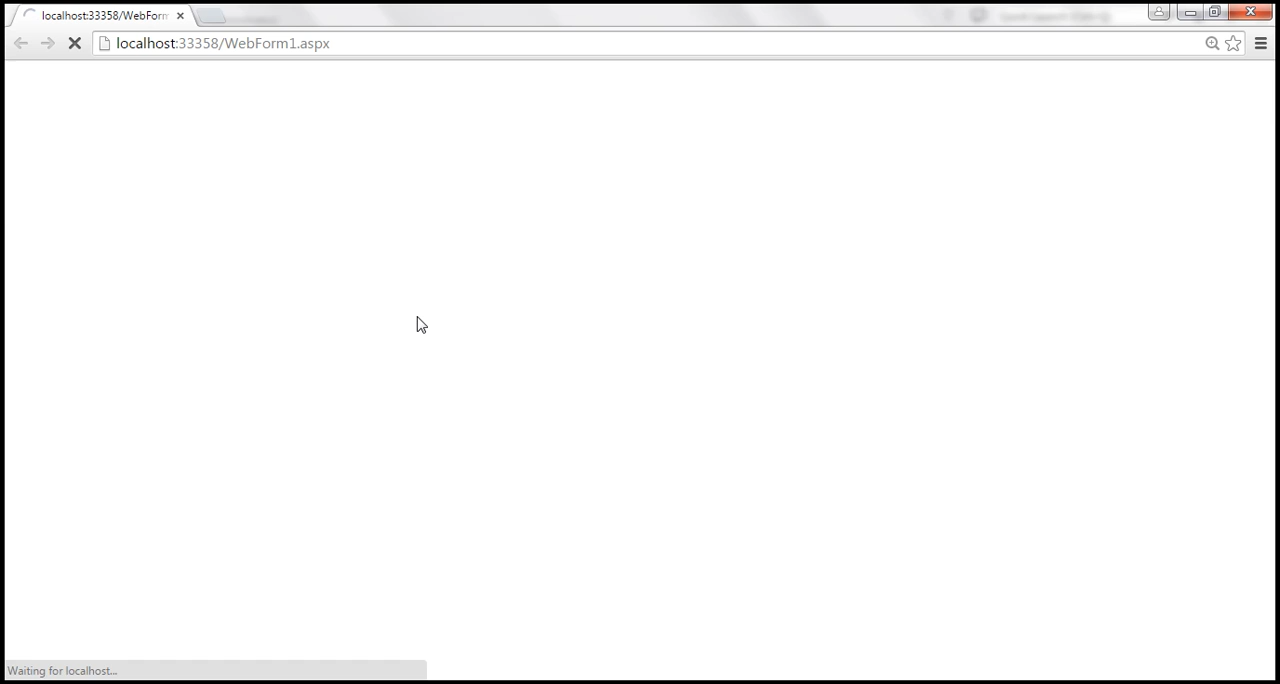 localhost:33358/WebForm
localhost:33358/WebForm1.aspx
Waiting for localhost...